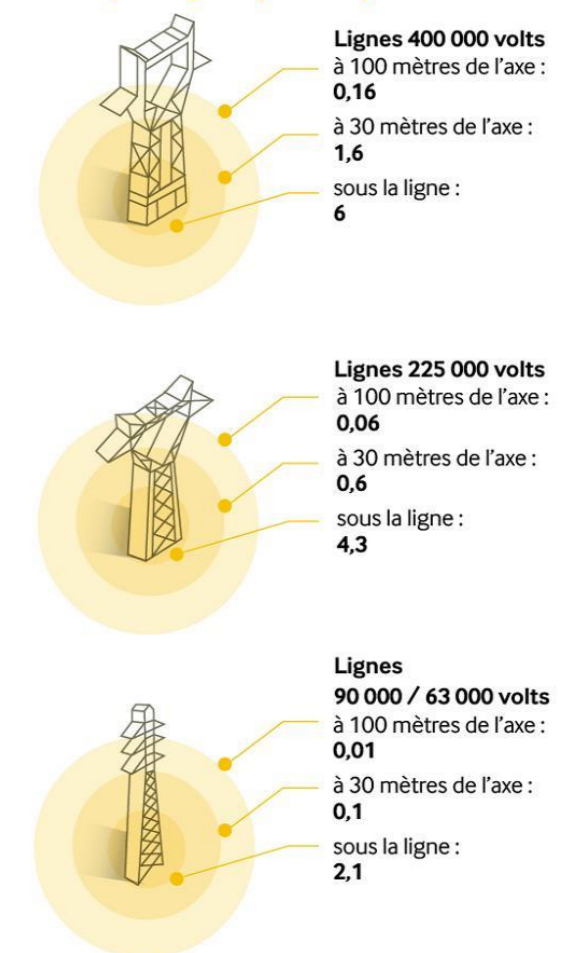 Lignes 400 000 volts
à 100 mètres de l'axe :
0,16
à 30 mètres de l'axe :
1,6
sous la ligne :
6
Lignes 225 000 volts
à 100 mètres de l'axe :
0,06
à 30 mètres de l'axe :
0,6
sous la ligne :
4,3
Lignes
90 000 / 63 000 volts
à 100 mètres de l'axe :
0,01
à 30 mètres de l'axe :
0,1
sous la ligne :
2,1